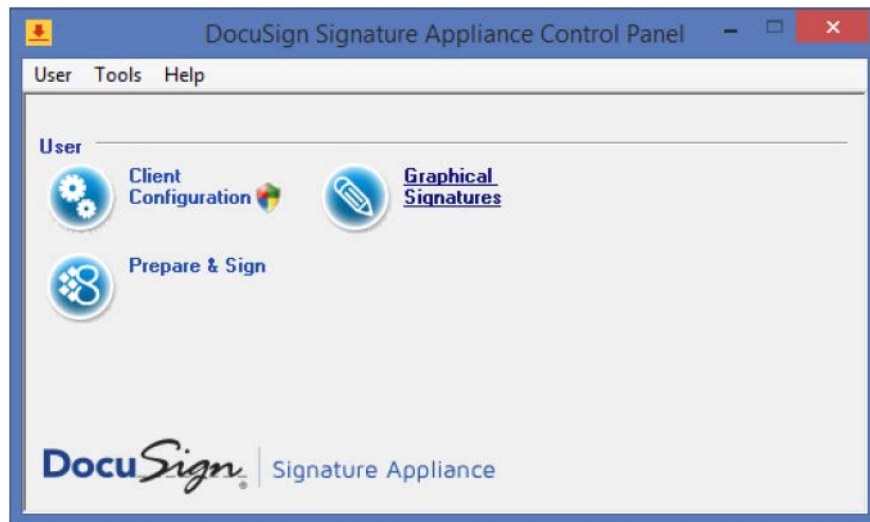 DocuSign Signature Appliance Control Panel
User Tools Help
User
Client
Configuration
Graphical
Signatures
Prepare & Sign
DocuSign® Signature Appliance